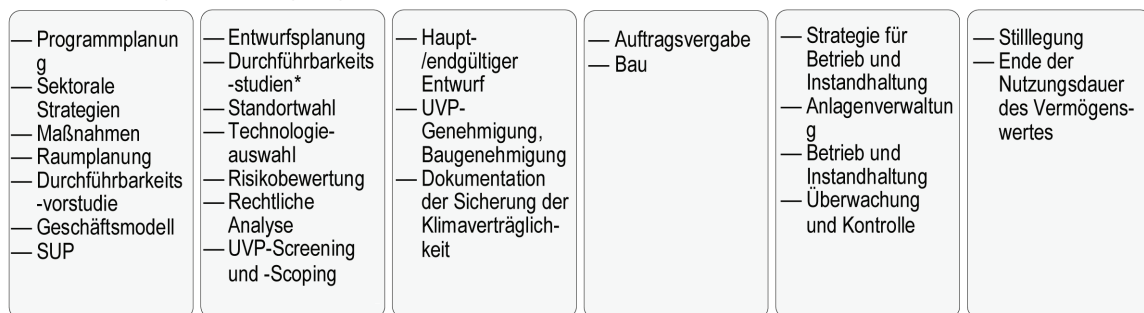 — Programmplanun
g
— Sektorale
Strategien
— Maßnahmen
— Raumplanung
— Durchführbarkeits
-vorstudie
— Geschäftsmodell
— SUP
— Entwurfsplanung
— Durchführbarkeits
-studien*
— Standortwahl
— Technologie-
auswahl
— Risikobewertung
— Rechtliche
Analyse
— UVP-Screening
und -Scoping
— Haupt-
/endgültiger
Entwurf
— UVP-
Genehmigung,
Baugenehmigung
— Dokumentation
der Sicherung der
Klimaverträglich-
keit
— Auftragsvergabe
— Bau
— Strategie für
Betrieb und
Instandhaltung
— Anlagenverwaltun
g
— Betrieb und
Instandhaltung
— Überwachung
und Kontrolle
— Stilllegung
— Ende der
Nutzungsdauer
des Vermögens-
wertes